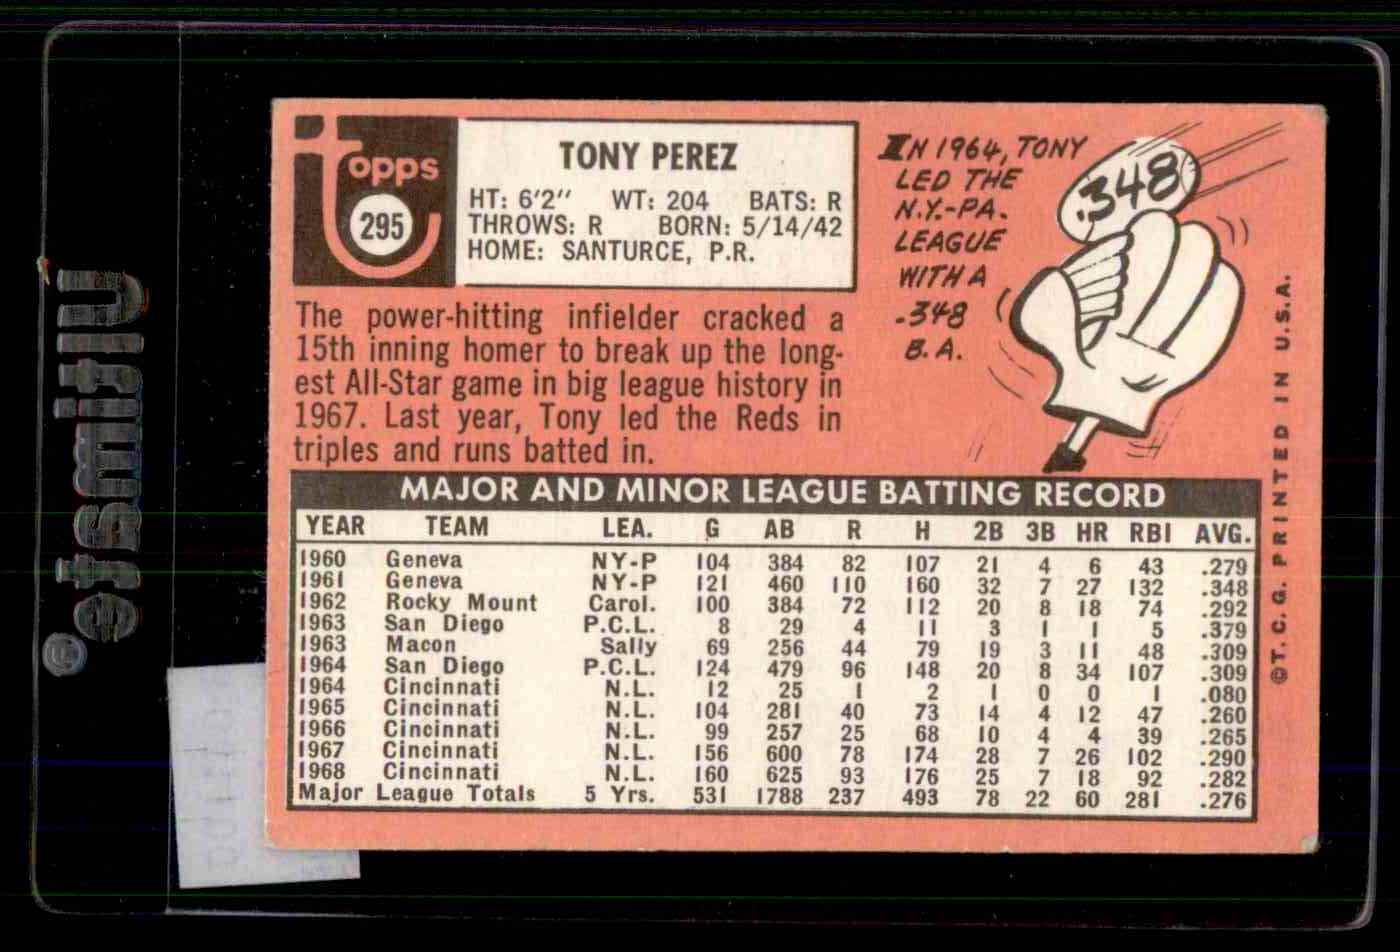 topps
295
TONY PEREZ
HT: 6'2" WT: 204 BATS: R
THROWS: R BORN: 5/14/42
HOME: SANTURCE, P.R.
The power-hitting infielder cracked a
15th inning homer to break up the long-
est All-Star game in big league history in
1967. Last year, Tony led the Reds in
triples and runs batted in.
IN 1964, TONY
LED THE
N.Y.-PA.
LEAGUE
WITH A
.348
B.A.
.348
MAJOR AND MINOR LEAGUE BATTING RECORD
YEAR TEAM LEA. G AB R H 2B 3B HR RBI AVG.
1960 Geneva NY-P 104 384 82 107 21 4 6 43 .279
1961 Geneva NY-P 121 460 110 160 32 7 27 132 .348
1962 Rocky Mount Carol. 100 384 72 112 20 8 18 74 .292
1963 San Diego P.C.L. 8 29 4 11 3 1 1 5 .379
1963 Macon Sally 69 256 44 79 19 3 11 48 .309
1964 San Diego P.C.L. 124 479 96 148 20 8 34 107 .309
1964 Cincinnati N.L. 12 25 1 2 1 0 0 1 .080
1965 Cincinnati N.L. 104 281 40 73 14 4 12 47 .260
1966 Cincinnati N.L. 99 257 25 68 10 4 4 39 .265
1967 Cincinnati N.L. 156 600 78 174 28 7 26 102 .290
1968 Cincinnati N.L. 160 625 93 176 25 7 18 92 .282
Major League Totals 5 Yrs. 531 1788 237 493 78 22 60 281 .276
©T. C. G. PRINTED IN U.S.A.
ultimate